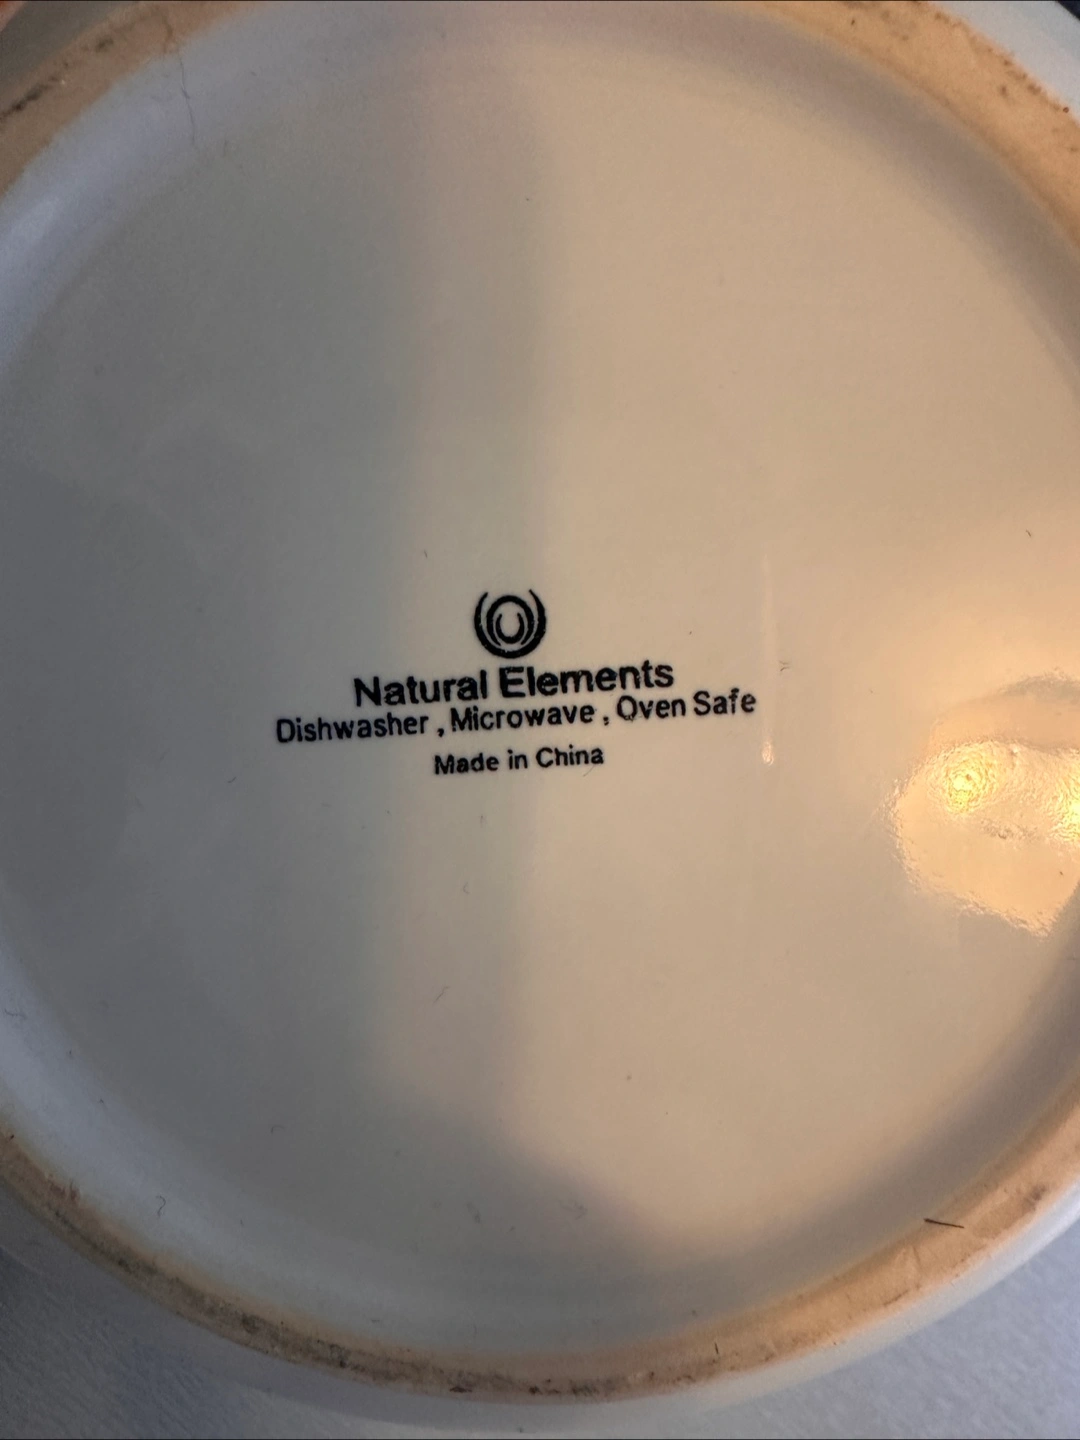 Natural Elements
Dishwasher , Microwave , Oven Safe
Made in China